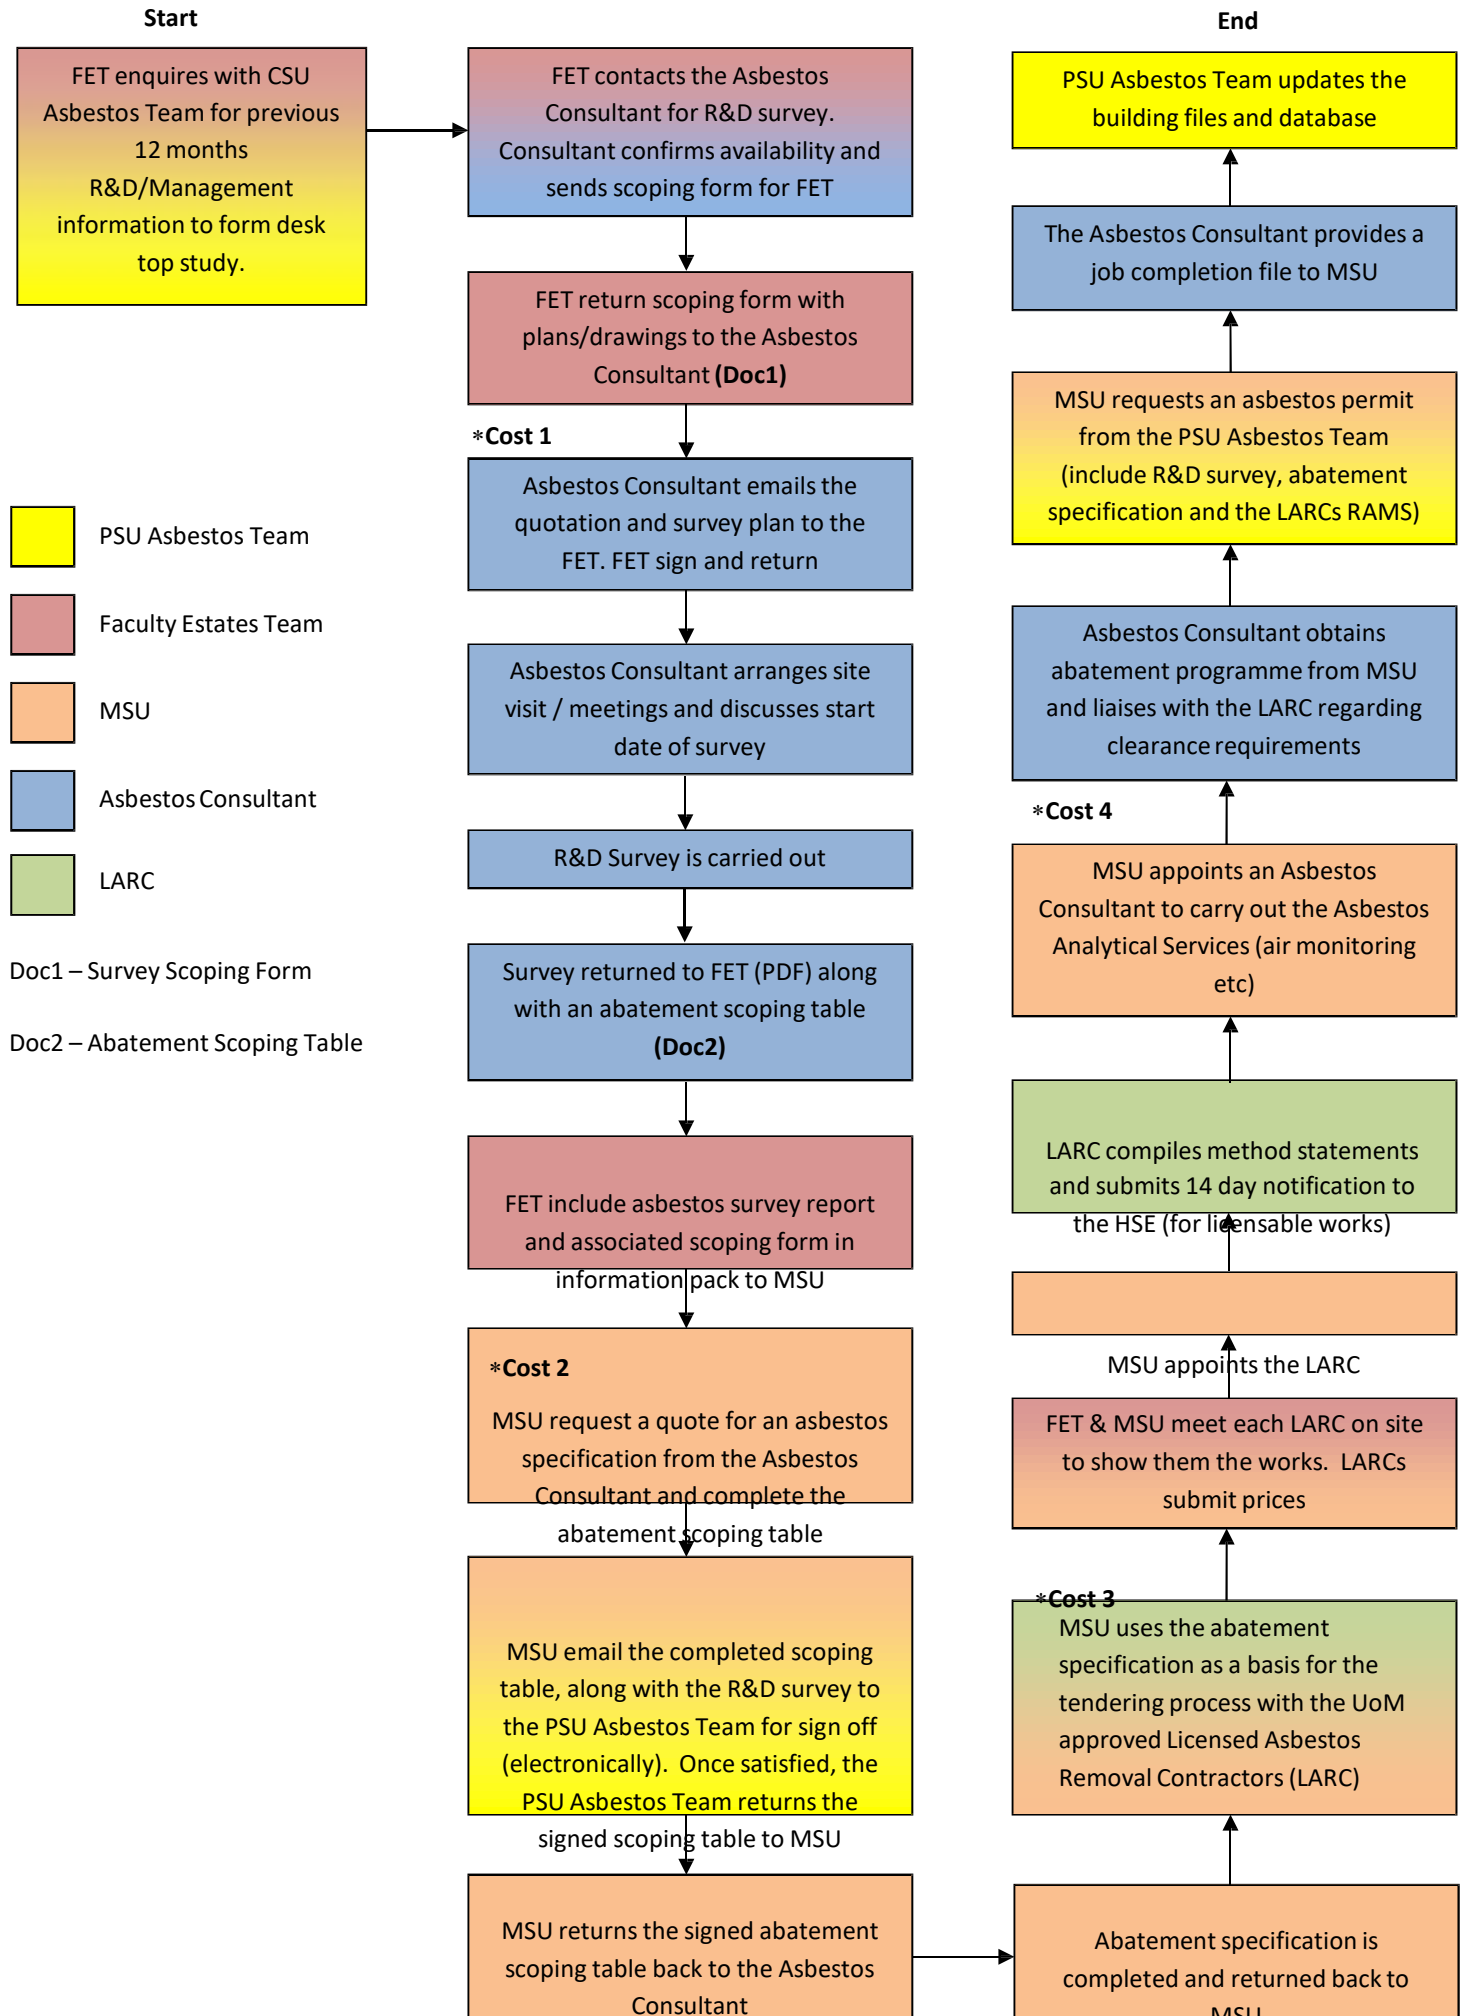 Start
FET enquires with CSU
Asbestos Team for previous
12 months
R&D/Management
information to form desk
top study.
PSU Asbestos Team
Faculty Estates Team
MSU
Asbestos Consultant
LARC
Doc1 – Survey Scoping Form
Doc2 – Abatement Scoping Table
FET contacts the Asbestos
Consultant for R&D survey.
Consultant confirms availability and
sends scoping form for FET
FET return scoping form with
plans/drawings to the Asbestos
Consultant (Doc1)
*Cost 1
Asbestos Consultant emails the
quotation and survey plan to the
FET. FET sign and return
Asbestos Consultant arranges site
visit / meetings and discusses start
date of survey
R&D Survey is carried out
Survey returned to FET (PDF) along
with an abatement scoping table
(Doc2)
FET include asbestos survey report
and associated scoping form in
information pack to MSU
*Cost 2
MSU request a quote for an asbestos
specification from the Asbestos
Consultant and complete the
abatement scoping table
MSU email the completed scoping
table, along with the R&D survey to
the PSU Asbestos Team for sign off
(electronically). Once satisfied, the
PSU Asbestos Team returns the
signed scoping table to MSU
MSU returns the signed abatement
scoping table back to the Asbestos
Consultant
End
PSU Asbestos Team updates the
building files and database
The Asbestos Consultant provides a
job completion file to MSU
MSU requests an asbestos permit
from the PSU Asbestos Team
(include R&D survey, abatement
specification and the LARCs RAMS)
Asbestos Consultant obtains
abatement programme from MSU
and liaises with the LARC regarding
clearance requirements
*Cost 4
MSU appoints an Asbestos
Consultant to carry out the Asbestos
Analytical Services (air monitoring
etc)
LARC compiles method statements
and submits 14 day notification to
the HSE (for licensable works)
MSU appoints the LARC
FET & MSU meet each LARC on site
to show them the works. LARCs
submit prices
*Cost 3
MSU uses the abatement
specification as a basis for the
tendering process with the UoM
approved Licensed Asbestos
Removal Contractors (LARC)
Abatement specification is
completed and returned back to
MSU